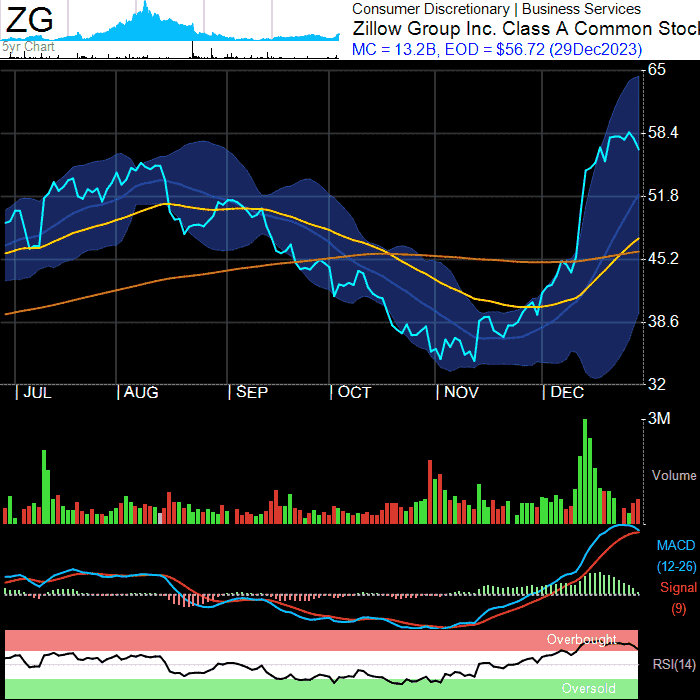 ZG
5yr Chart
Consumer Discretionary | Business Services
Zillow Group Inc. Class A Common Stoc
MC = 13.2B, EOD = $56.72 (29Dec2023)
65
58.4
51.8
45.2
38.6
32
JUL AUG SEP OCT NOV DEC
3M
Volume
MACD
(12-26)
Signal
(9)
Overbought
RSI(14)
Oversold